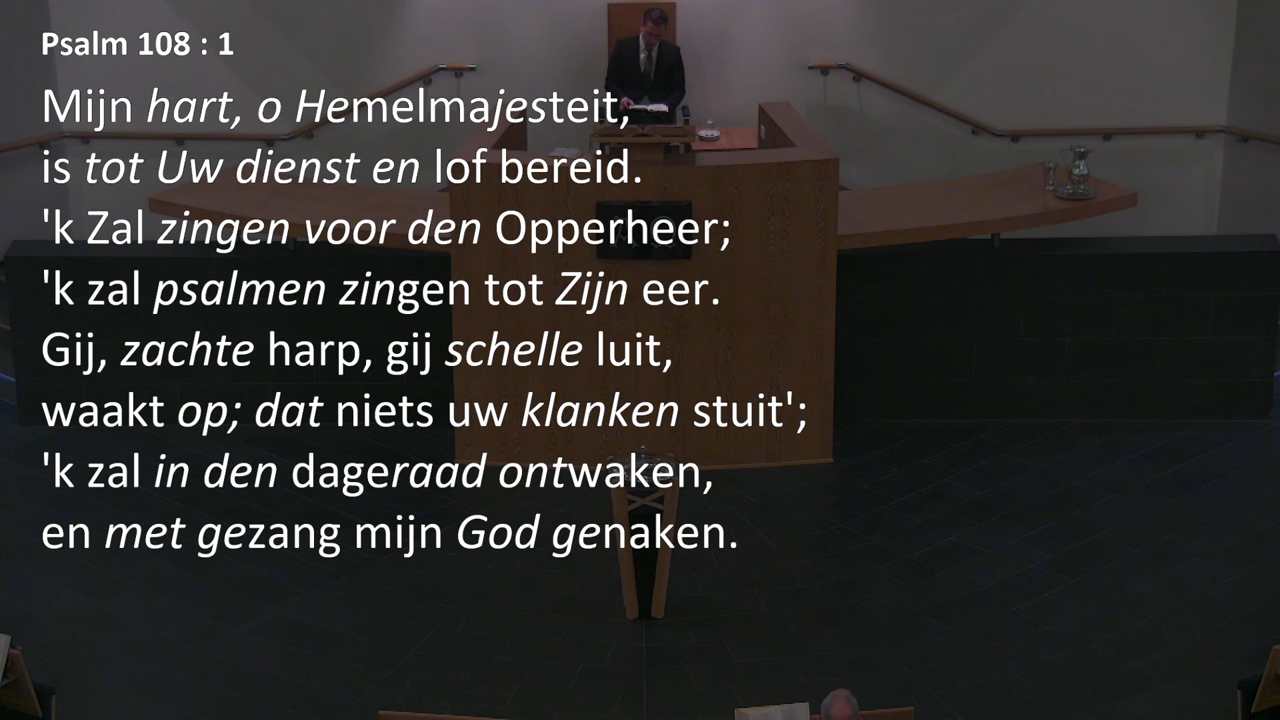 Psalm 108 : 1
Mijn hart, o Hemelmajesteit,
is tot Uw dienst en lof bereid.
'k Zal zingen voor den Opperheer;
'k zal psalmen zingen tot Zijn eer.
Gij, zachte harp, gij schelle luit,
waakt op; dat niets uw klanken stuit';
'k zal in den dageraad ontwaken,
en met gezang mijn God genaken.